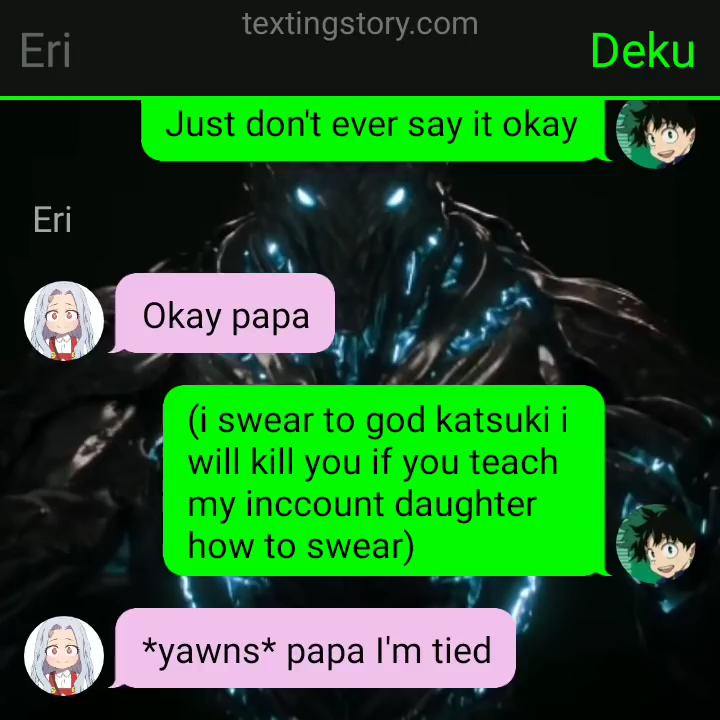 textingstory.com
Eri
Deku
Just don't ever say it okay
Eri
Okay papa
(i swear to god katsuki i
will kill you if you teach
my inccount daughter
how to swear)
*yawns* papa I'm tied